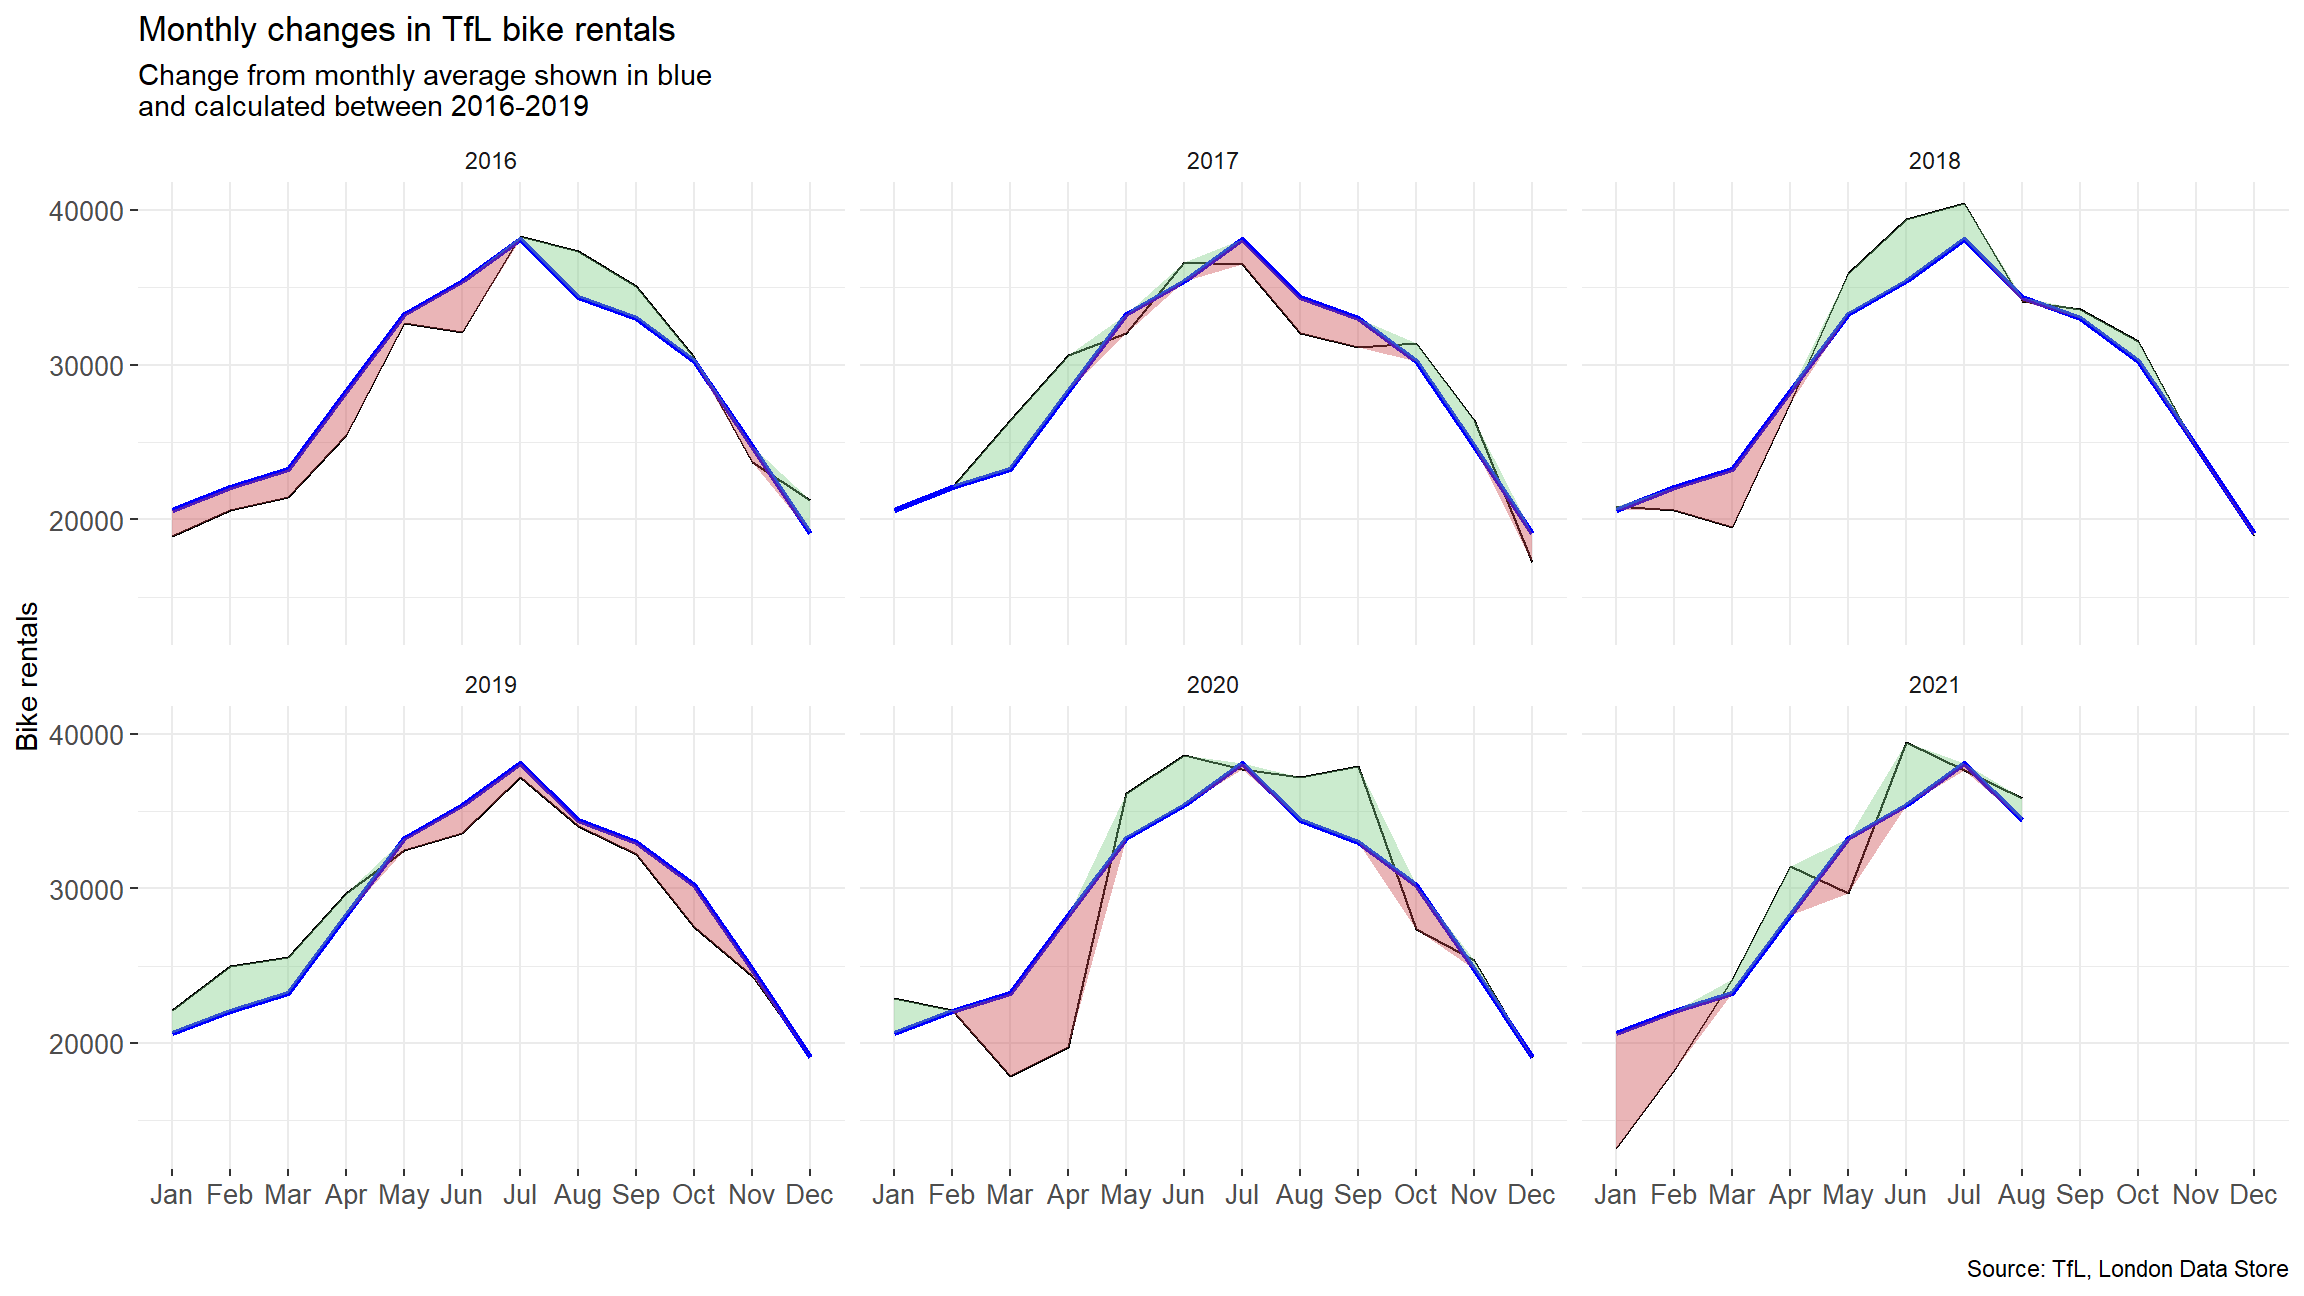 Monthly changes in TfL bike rentals
Change from monthly average shown in blue
and calculated between 2016-2019
2016 2017 2018
40000
30000
20000
Bike rentals
2019 2020 2021
40000
30000
20000
Jan Feb Mar Apr May Jun Jul Aug Sep Oct Nov Dec Jan Feb Mar Apr May Jun Jul Aug Sep Oct Nov Dec Jan Feb Mar Apr May Jun Jul Aug Sep Oct Nov Dec
Source: TfL, London Data Store